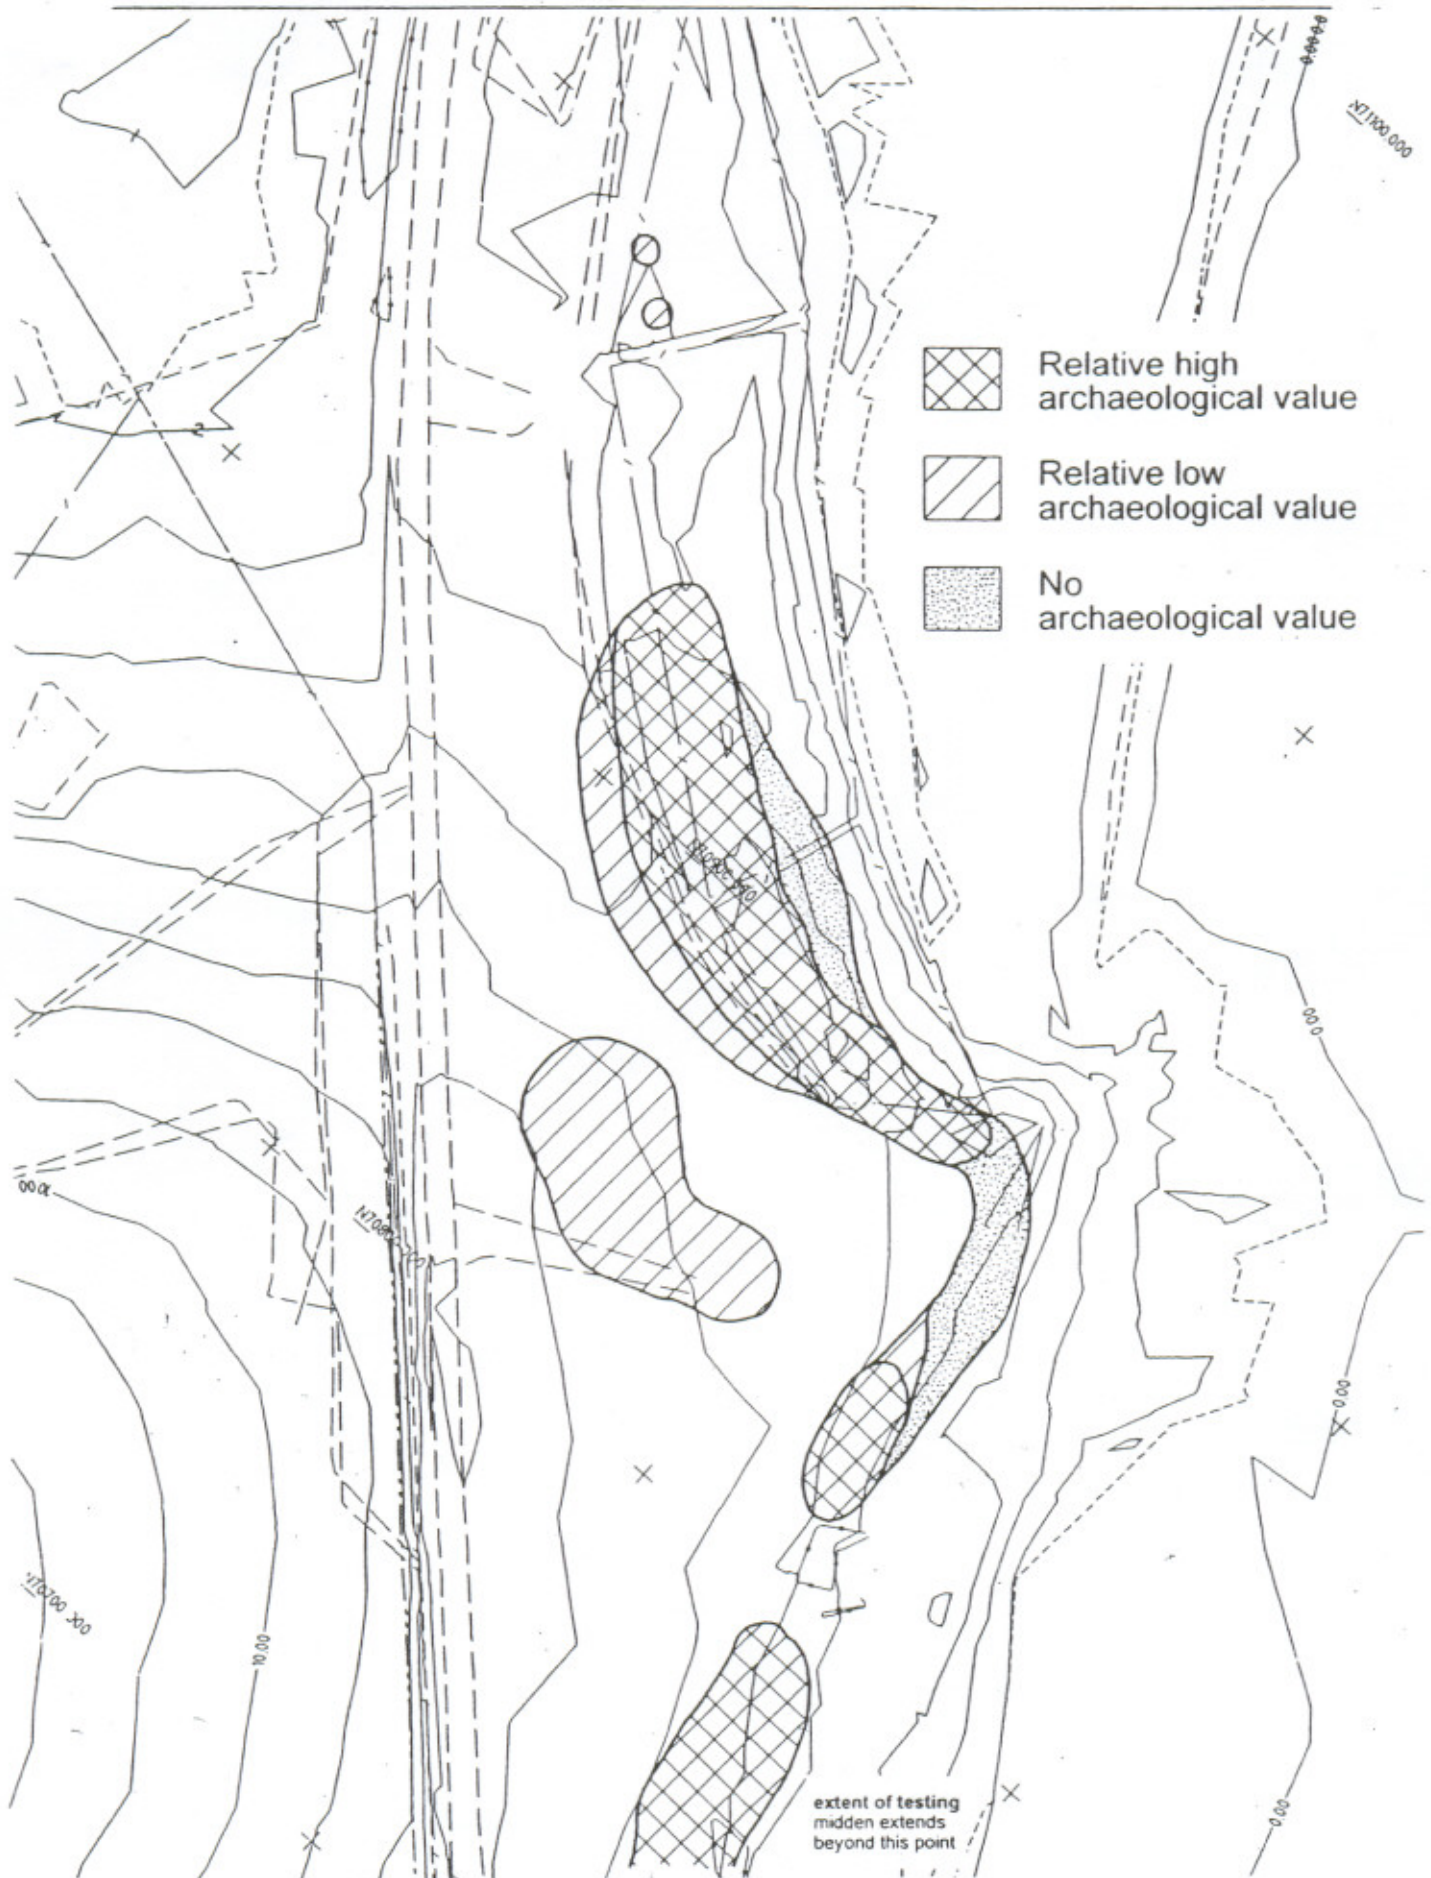 Relative high
archaeological value
Relative low
archaeological value
No
archaeological value
0.00
0.00
10.00
0.00
extent of testing
midden extends
beyond this point